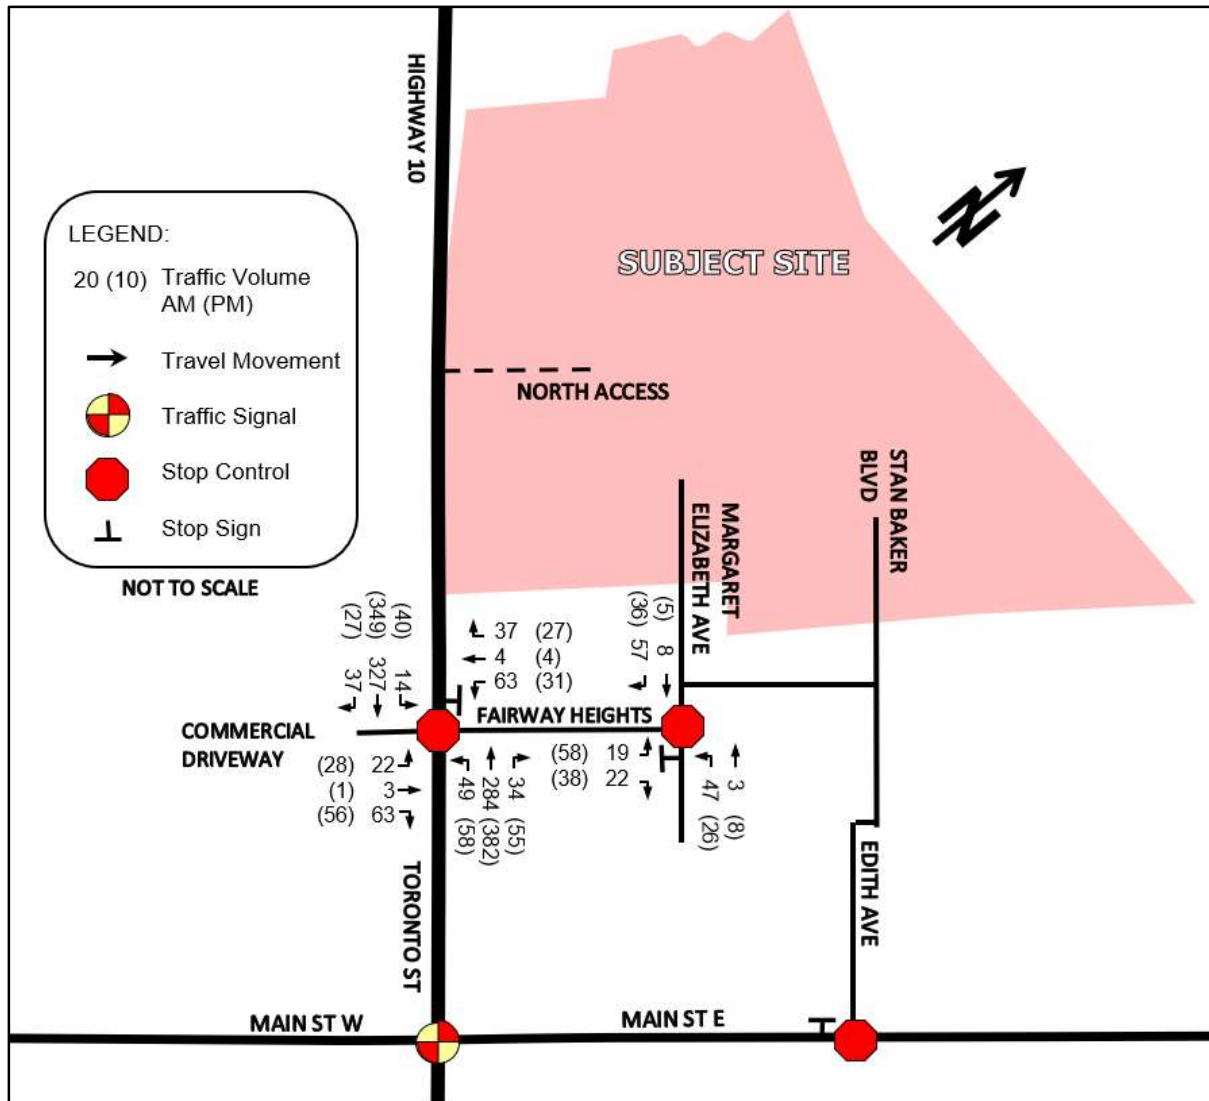 HIGHWAY 10
N
SUBJECT SITE
LEGEND:
20 (10) Traffic Volume
AM (PM)
Travel Movement
Traffic Signal
Stop Control
Stop Sign
NOT TO SCALE
NORTH ACCESS
STAN BAKER
BLVD
MARGARET
ELIZABETH AVE
(40)
(349)
(27)
14
327
37
37 (27)
4 (4)
63 (31)
(5)
(36)
8
57
COMMERCIAL
DRIVEWAY
FAIRWAY HEIGHTS
(28) 22
(1) 3
(56) 63
34 (55)
284 (382)
49 (58)
(58) 19
(38) 22
3 (8)
47 (26)
TORONTO ST
EDITH AVE
MAIN ST W
MAIN ST E